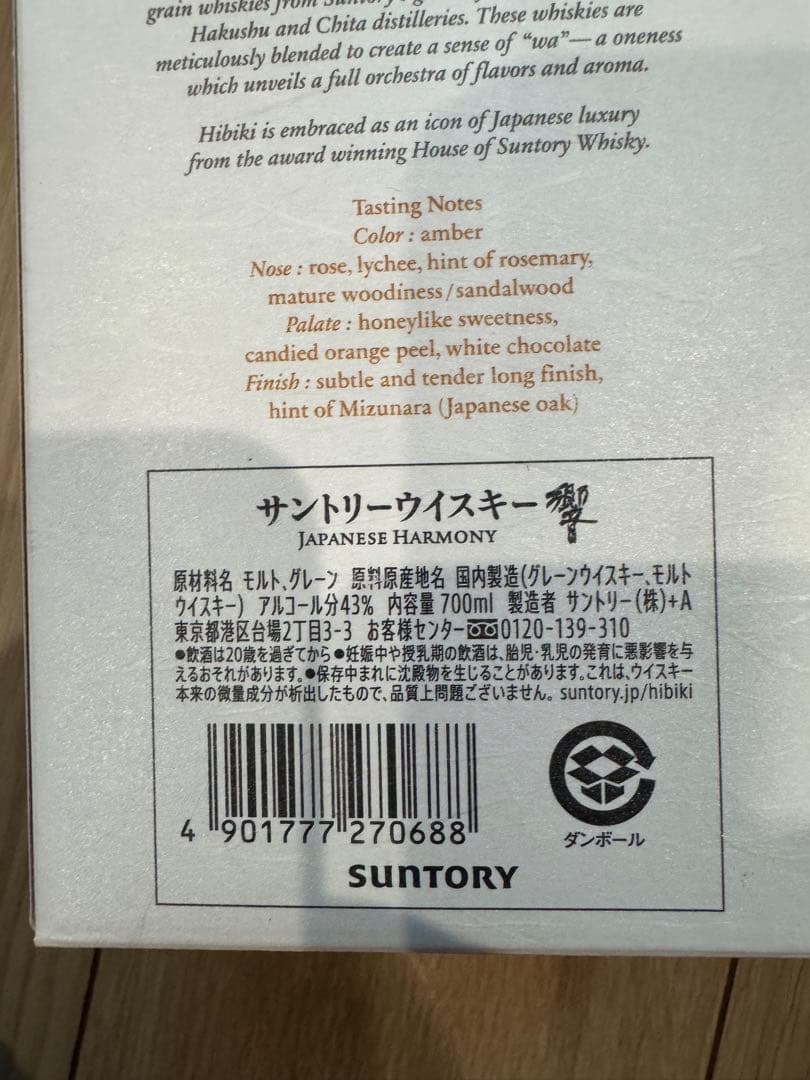 grain whiskies from Suntory's
Hakushu and Chita distilleries. These whiskies are
meticulously blended to create a sense of “wa”— a oneness
which unveils a full orchestra of flavors and aroma.
Hibiki is embraced as an icon of Japanese luxury
from the award winning House of Suntory Whisky.
Tasting Notes
Color : amber
Nose : rose, lychee, hint of rosemary,
mature woodiness/sandalwood
Palate : honeylike sweetness,
candied orange peel, white chocolate
Finish : subtle and tender long finish,
hint of Mizunara (Japanese oak)
サントリーウイスキー響
JAPANESE HARMONY
原材料名 モルト、グレーン 原料原産地名 国内製造(グレーンウイスキー、モルト
ウイスキー) アルコール分43% 内容量 700ml 製造者 サントリー(株)+A
東京都港区台場2丁目3-3 お客様センター 0120-139-310
●飲酒は20歳を過ぎてから●妊娠中や授乳期の飲酒は、胎児・乳児の発育に悪影響を与
えるおそれがあります。●保存中まれに沈殿物を生じることがあります。これは、ウイスキー
本来の微量成分が析出したもので、品質上問題ございません。 suntory.jp/hibiki
4 901777 270688
ダンボール
SUNTORY